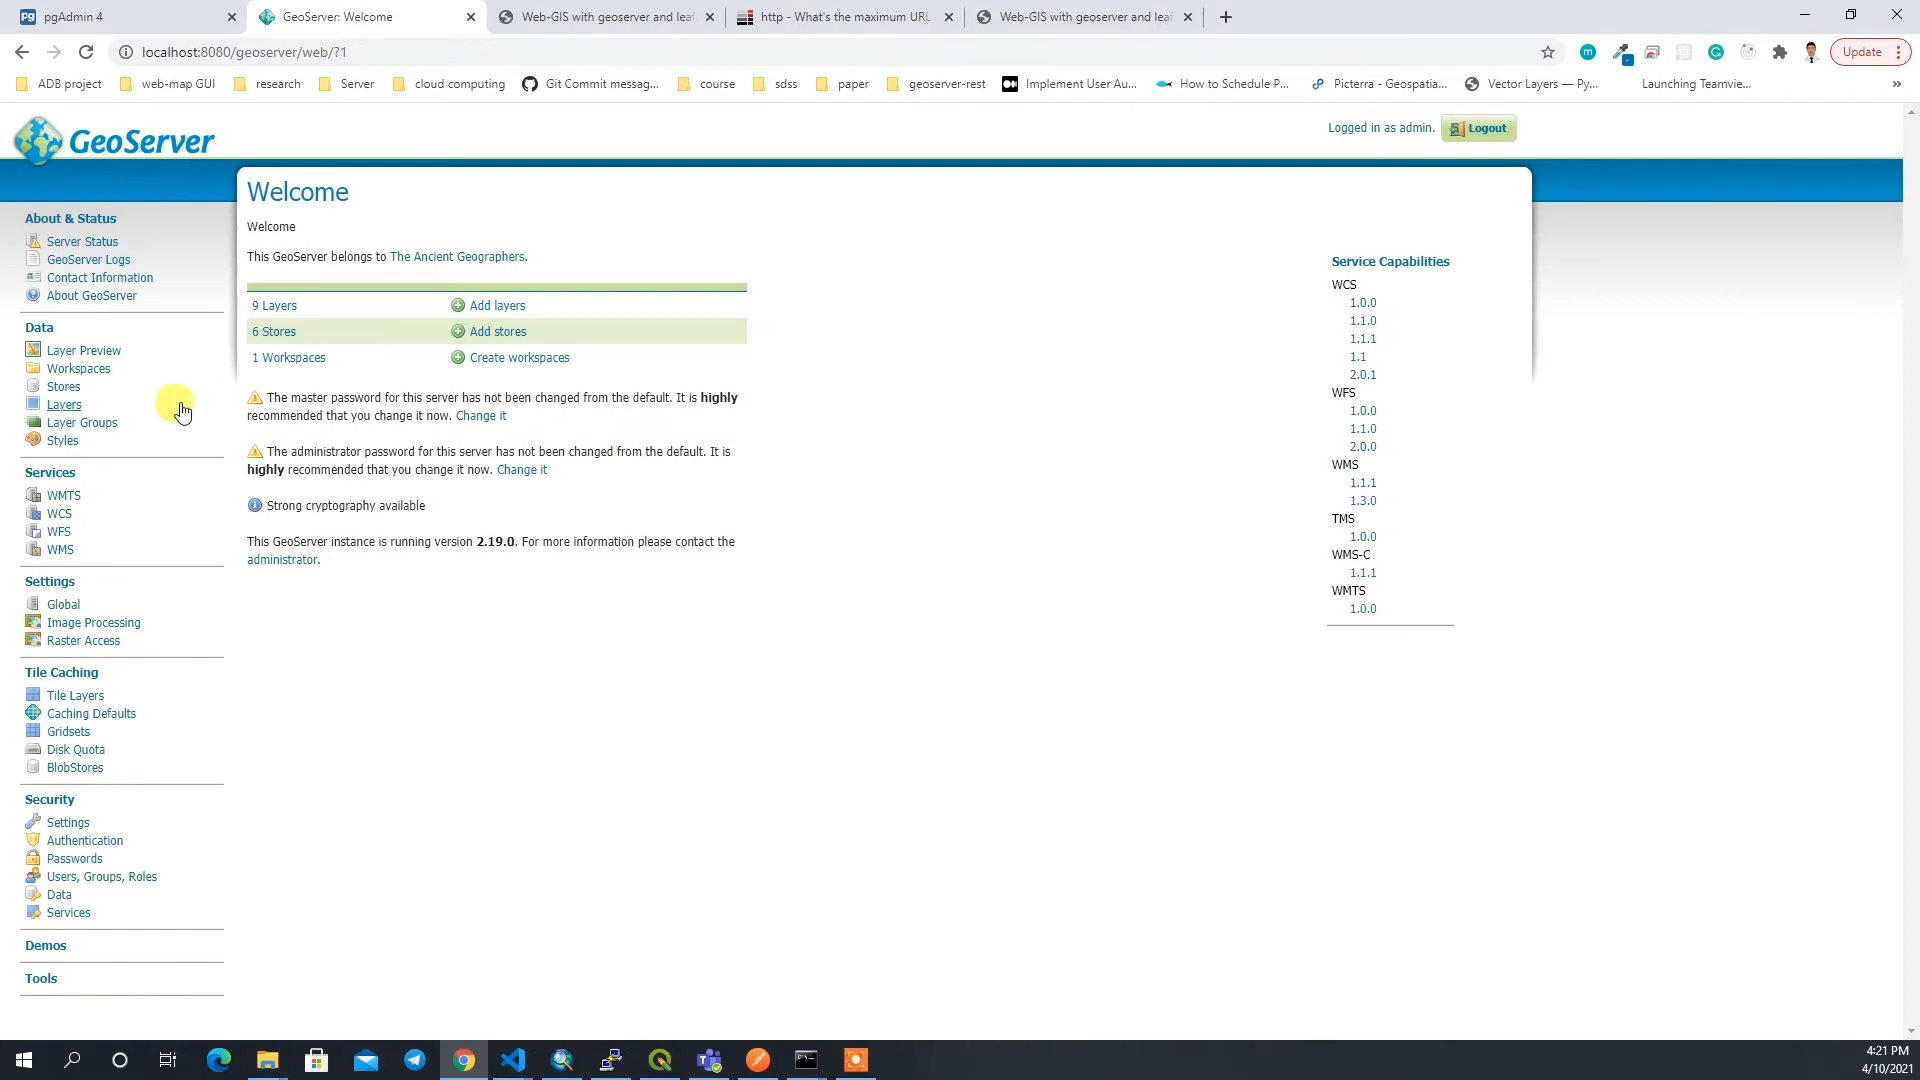 pgAdmin 4
GeoServer: Welcome
Web-GIS with geoserver and leaf
http - What's the maximum URL
Web-GIS with geoserver and leaf
localhost:8080/geoserver/web/?1
Update
ADB project
web-map GUI
research
Server
cloud computing
Git Commit messag...
course
sdss
paper
geoserver-rest
Implement User Au...
How to Schedule P...
Picterra - Geospatia...
Vector Layers — Py...
Launching Teamvie...
»
GeoServer
Logged in as admin.
Logout
About & Status
Server Status
GeoServer Logs
Contact Information
About GeoServer
Data
Layer Preview
Workspaces
Stores
Layers
Layer Groups
Styles
Services
WMTS
WCS
WFS
WMS
Settings
Global
Image Processing
Raster Access
Tile Caching
Tile Layers
Caching Defaults
Gridsets
Disk Quota
BlobStores
Security
Settings
Authentication
Passwords
Users, Groups, Roles
Data
Services
Demos
Tools
Welcome
Welcome
This GeoServer belongs to The Ancient Geographers.
9 Layers Add layers
6 Stores Add stores
1 Workspaces Create workspaces
The master password for this server has not been changed from the default. It is highly
recommended that you change it now. Change it
The administrator password for this server has not been changed from the default. It is
highly recommended that you change it now. Change it
Strong cryptography available
This GeoServer instance is running version 2.19.0. For more information please contact the
administrator.
Service Capabilities
WCS
1.0.0
1.1.0
1.1.1
1.1
2.0.1
WFS
1.0.0
1.1.0
2.0.0
WMS
1.1.1
1.3.0
TMS
1.0.0
WMS-C
1.1.1
WMTS
1.0.0
4:21 PM
4/10/2021